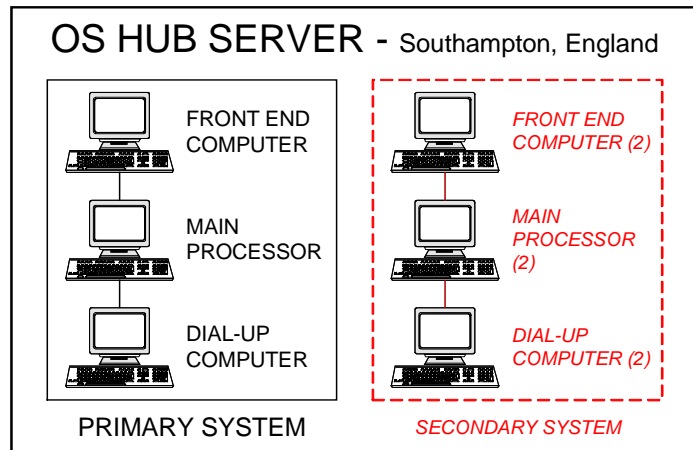 OS HUB SERVER - Southampton, England
FRONT END
COMPUTER
MAIN
PROCESSOR
DIAL-UP
COMPUTER
PRIMARY SYSTEM
FRONT END
COMPUTER (2)
MAIN
PROCESSOR
(2)
DIAL-UP
COMPUTER (2)
SECONDARY SYSTEM